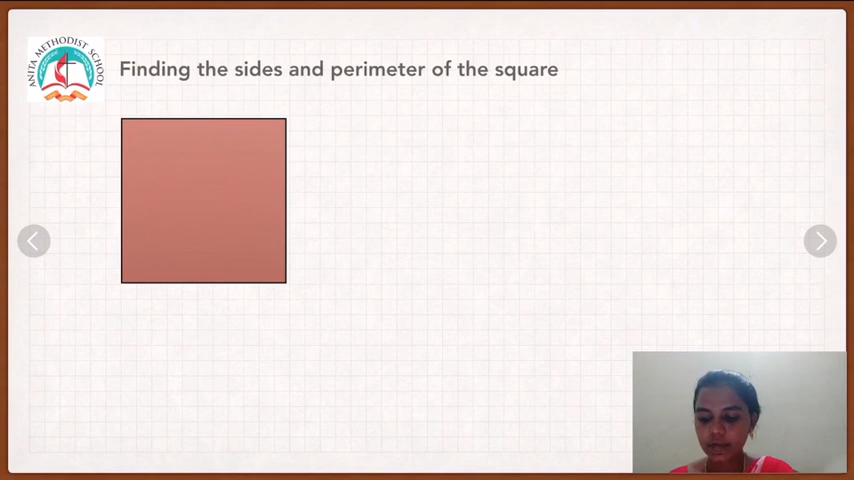 ANITA METHODIST SCHOOL
Finding the sides and perimeter of the square